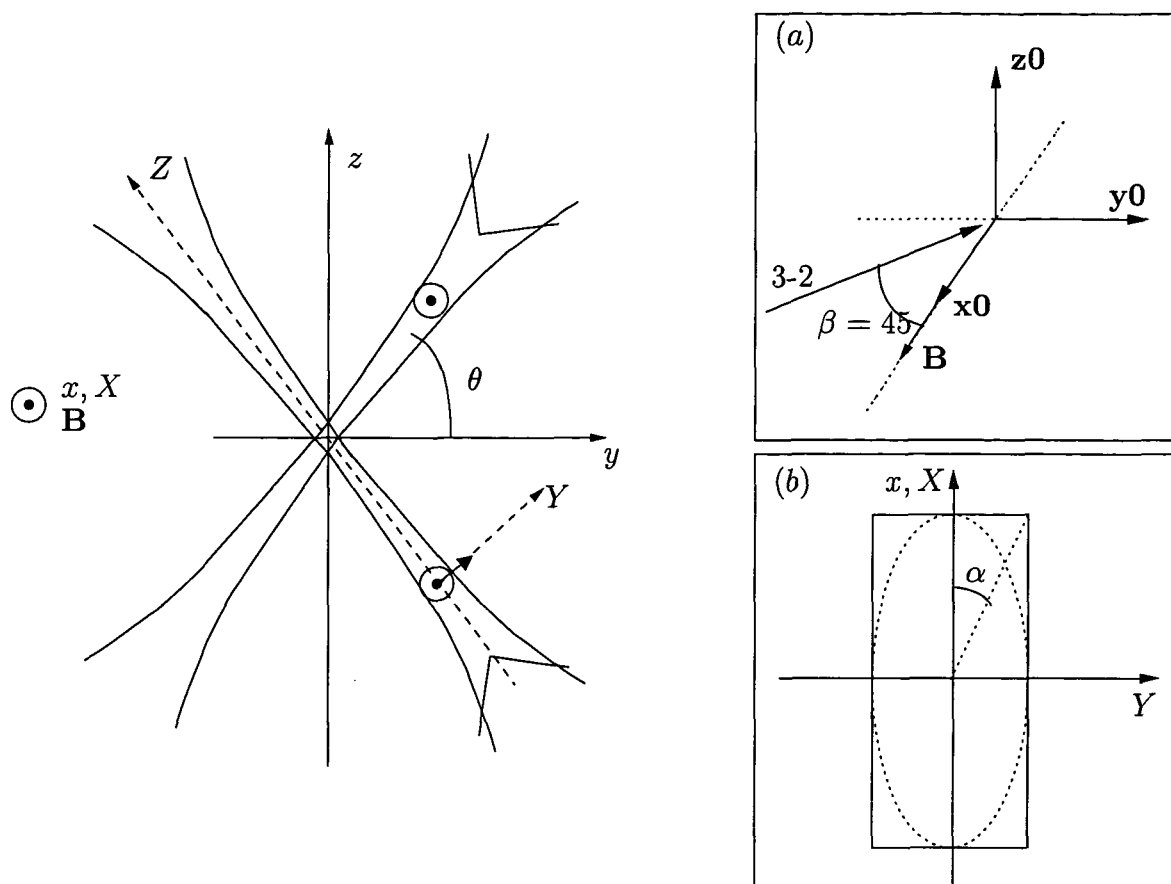 Z
z
x, X
B
θ
y
Y
(a)
z0
y0
3-2
x0
β = 45
B
(b)
x, X
α
Y